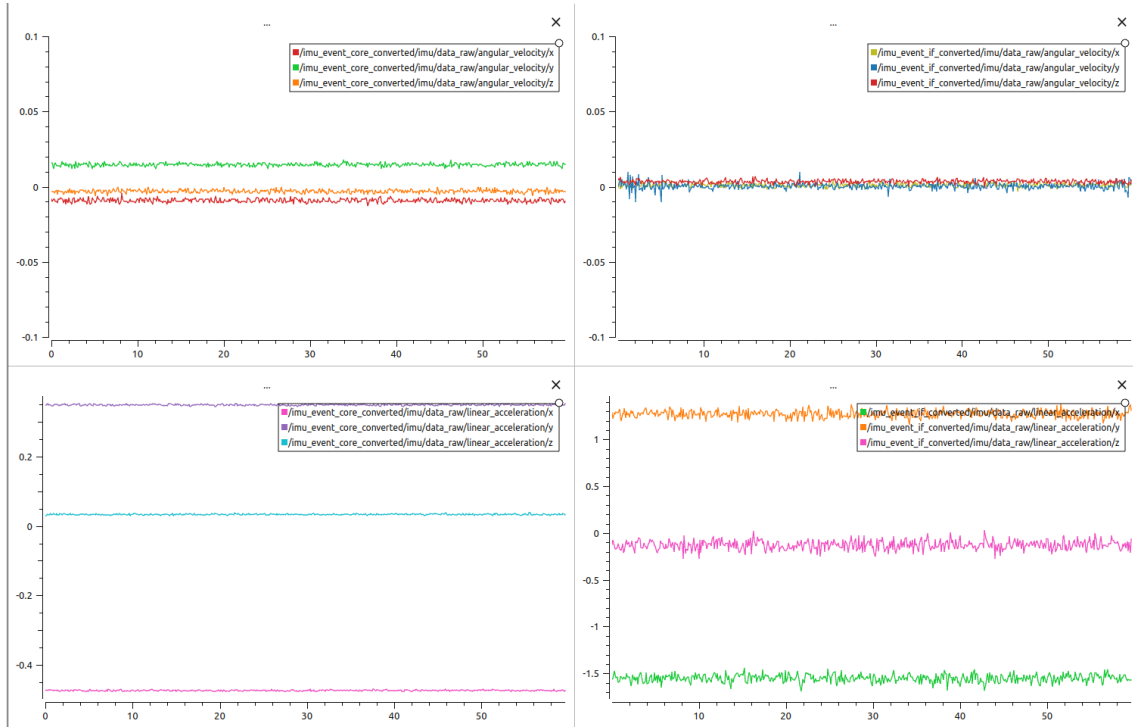 ...
0.1
/imu_event_core_converted/imu/data_raw/angular_velocity/x
/imu_event_core_converted/imu/data_raw/angular_velocity/y
/imu_event_core_converted/imu/data_raw/angular_velocity/z
0.05
0
-0.05
-0.1
0 10 20 30 40 50
...
0.1
/imu_event_if_converted/imu/data_raw/angular_velocity/x
/imu_event_if_converted/imu/data_raw/angular_velocity/y
/imu_event_if_converted/imu/data_raw/angular_velocity/z
0.05
0
-0.05
-0.1
10 20 30 40 50
...
/imu_event_core_converted/imu/data_raw/linear_acceleration/x
/imu_event_core_converted/imu/data_raw/linear_acceleration/y
/imu_event_core_converted/imu/data_raw/linear_acceleration/z
0.2
0
-0.2
-0.4
0 10 20 30 40 50
...
/imu_event_if_converted/imu/data_raw/linear_acceleration/x
/imu_event_if_converted/imu/data_raw/linear_acceleration/y
/imu_event_if_converted/imu/data_raw/linear_acceleration/z
1
0.5
0
-0.5
-1
-1.5
10 20 30 40 50